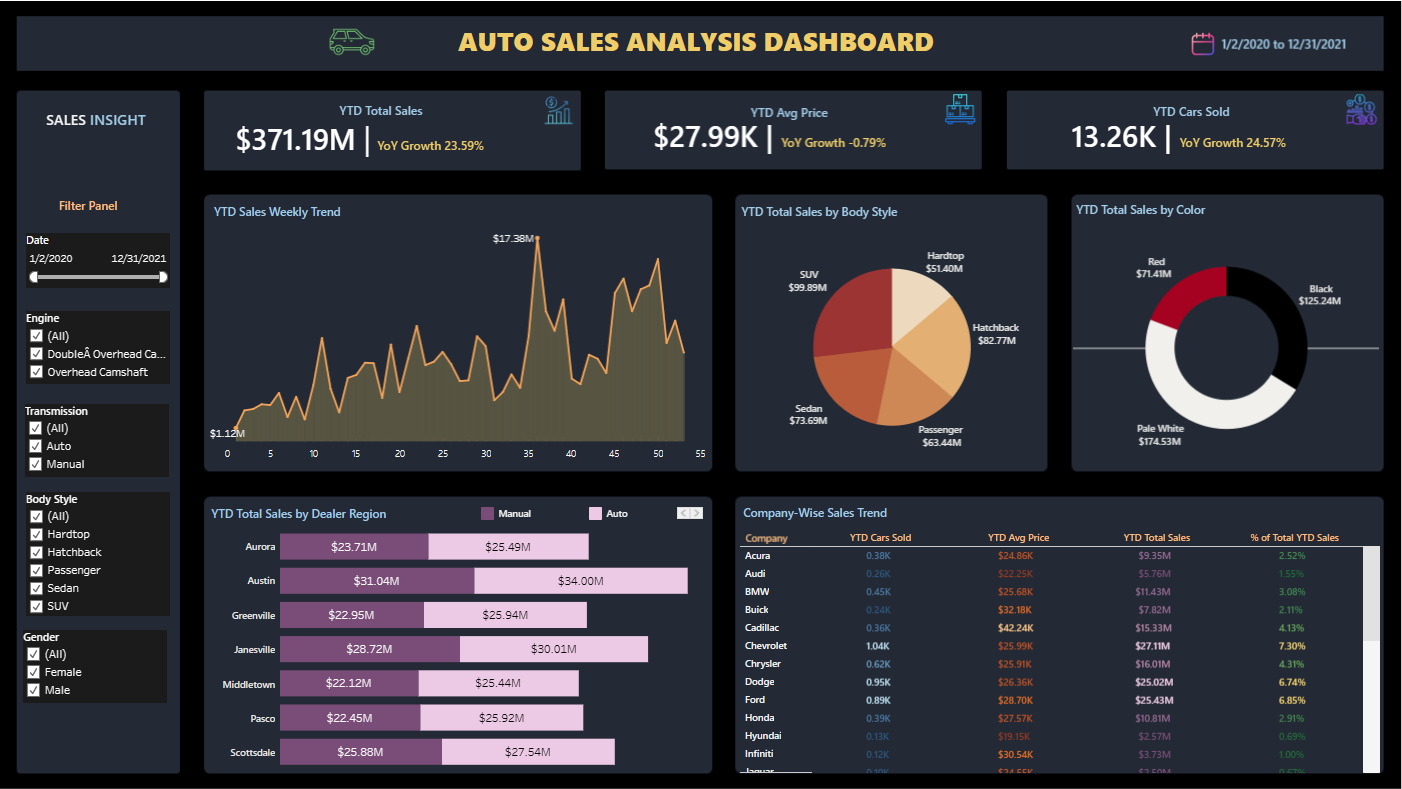 AUTO SALES ANALYSIS DASHBOARD
1/2/2020 to 12/31/2021
SALES INSIGHT
Filter Panel
Date
1/2/2020 12/31/2021
Engine
(All)
DoubleÂ Overhead Ca...
Overhead Camshaft
Transmission
(All)
Auto
Manual
Body Style
(All)
Hardtop
Hatchback
Passenger
Sedan
SUV
Gender
(All)
Female
Male
YTD Total Sales
$371.19M | YoY Growth 23.59%
YTD Avg Price
$27.99K | YoY Growth -0.79%
YTD Cars Sold
13.26K | YoY Growth 24.57%
YTD Sales Weekly Trend
$17.38M
$1.12M
0 5 10 15 20 25 30 35 40 45 50 55
YTD Total Sales by Body Style
Hardtop
$51.40M
SUV
$99.89M
Hatchback
$82.77M
Sedan
$73.69M
Passenger
$63.44M
YTD Total Sales by Color
Red
$71.41M
Black
$125.24M
Pale White
$174.53M
YTD Total Sales by Dealer Region
Manual Auto
Aurora $23.71M $25.49M
Austin $31.04M $34.00M
Greenville $22.95M $25.94M
Janesville $28.72M $30.01M
Middletown $22.12M $25.44M
Pasco $22.45M $25.92M
Scottsdale $25.88M $27.54M
Company-Wise Sales Trend
Company YTD Cars Sold YTD Avg Price YTD Total Sales % of Total YTD Sales
Acura 0.38K $24.86K $9.35M 2.52%
Audi 0.26K $22.25K $5.76M 1.55%
BMW 0.45K $25.68K $11.43M 3.08%
Buick 0.24K $32.18K $7.82M 2.11%
Cadillac 0.36K $42.24K $15.33M 4.13%
Chevrolet 1.04K $25.99K $27.11M 7.30%
Chrysler 0.62K $25.91K $16.01M 4.31%
Dodge 0.95K $26.36K $25.02M 6.74%
Ford 0.89K $28.70K $25.43M 6.85%
Honda 0.39K $27.57K $10.81M 2.91%
Hyundai 0.13K $19.15K $2.57M 0.69%
Infiniti 0.12K $30.54K $3.73M 1.00%
Jaguar